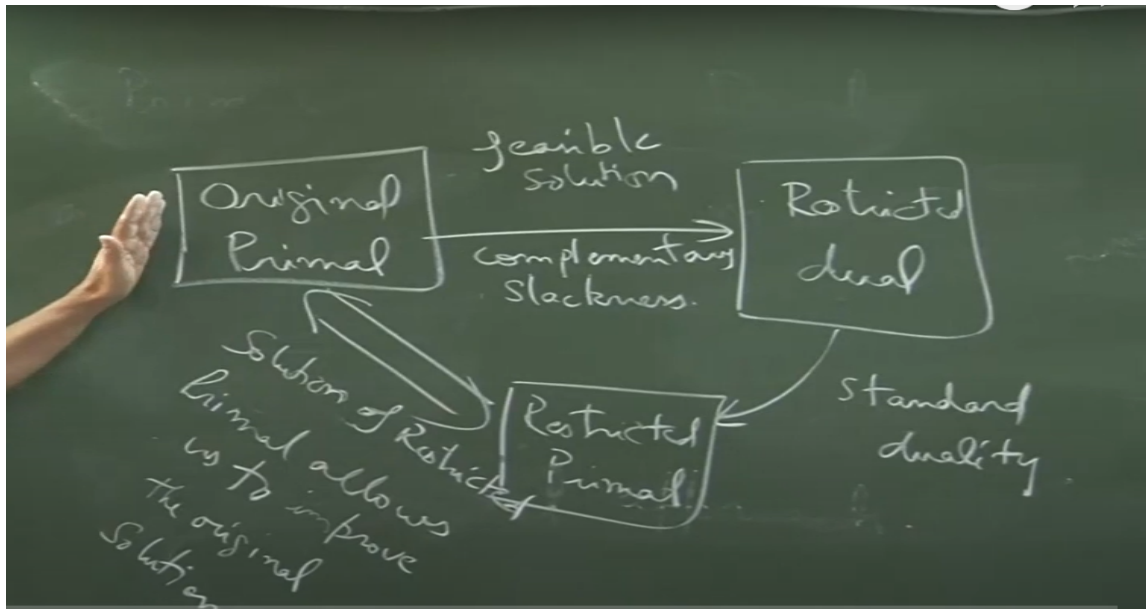 Original
Primal
feasible
solution
complementary
slackness.
Restricted
dual
standard
duality
Restricted
Primal
Solution of Restricted
Primal allows
us to improve
the original
solution